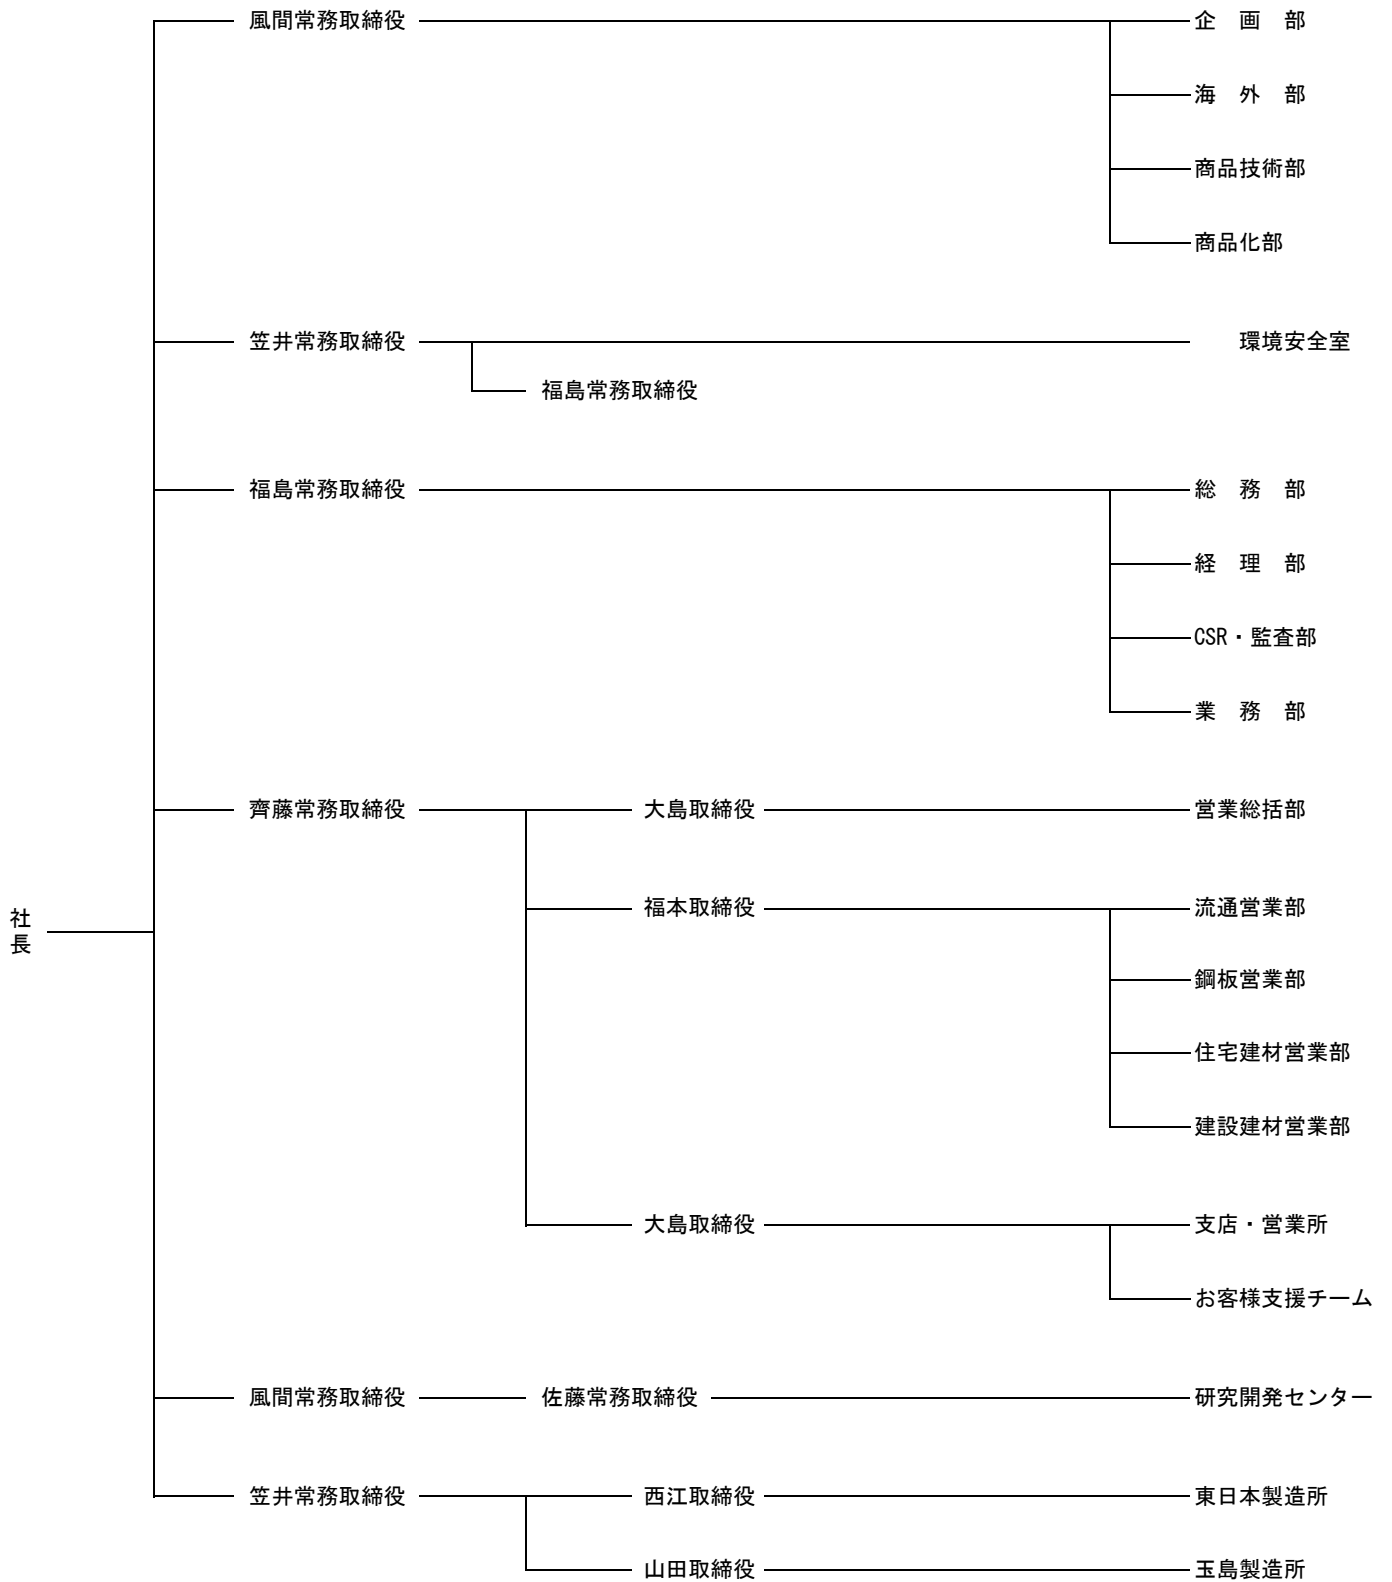 風間常務取締役 企　画　部
海　外　部
商品技術部
商品化部
笠井常務取締役 環境安全室
福島常務取締役
福島常務取締役 総　務　部
経　理　部
CSR・監査部
業　務　部
齊藤常務取締役 大島取締役 営業総括部
社長
福本取締役 流通営業部
鋼板営業部
住宅建材営業部
建設建材営業部
大島取締役 支店・営業所
お客様支援チーム
風間常務取締役 佐藤常務取締役 研究開発センター
笠井常務取締役 西江取締役 東日本製造所
山田取締役 玉島製造所